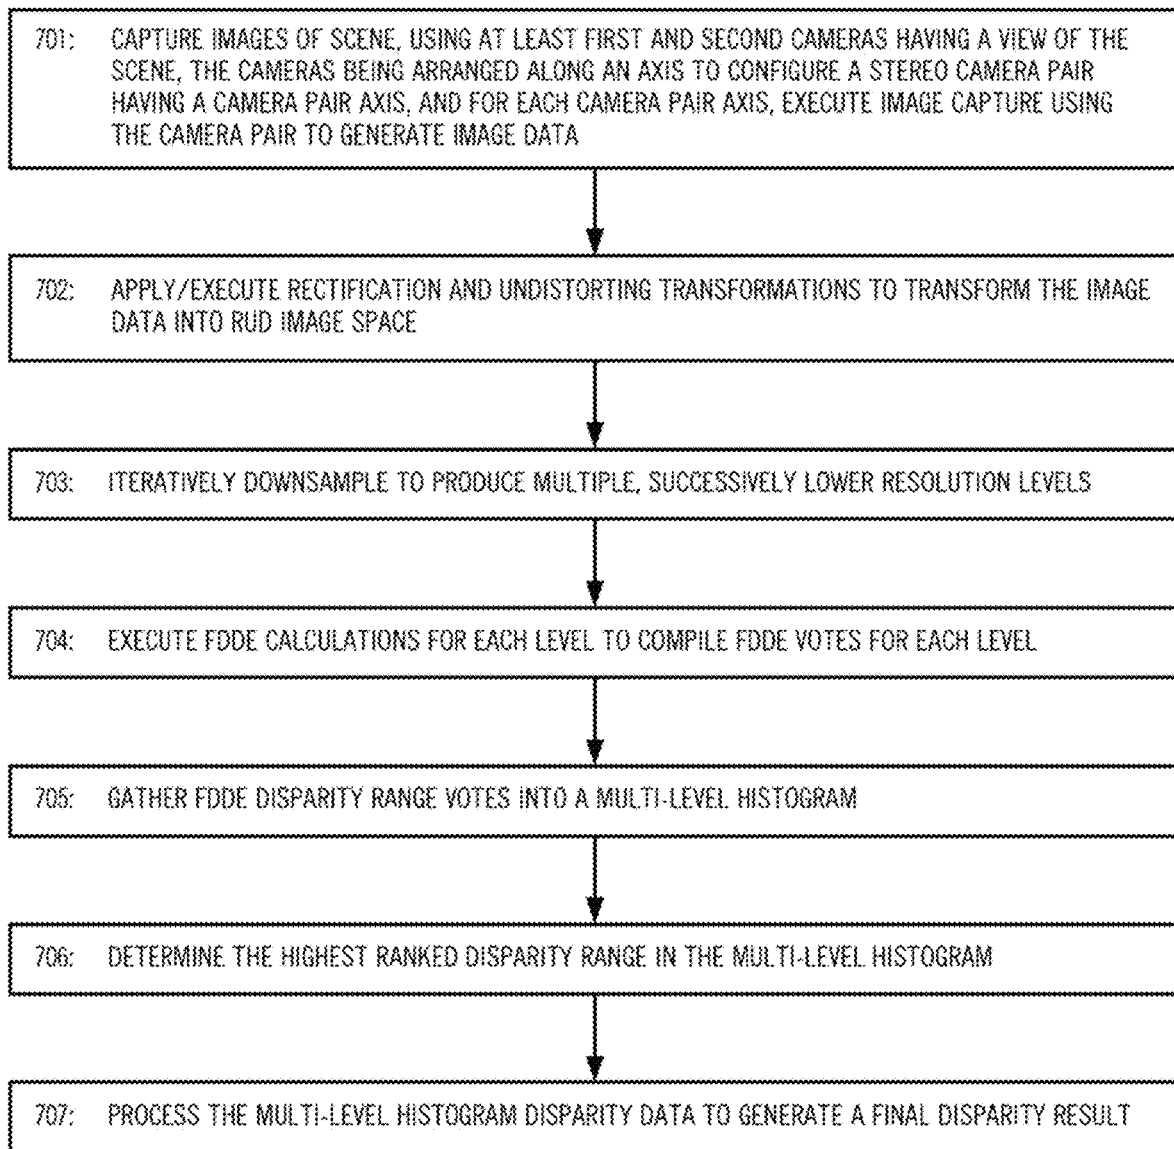 701: CAPTURE IMAGES OF SCENE, USING AT LEAST FIRST AND SECOND CAMERAS HAVING A VIEW OF THE
SCENE, THE CAMERAS BEING ARRANGED ALONG AN AXIS TO CONFIGURE A STEREO CAMERA PAIR
HAVING A CAMERA PAIR AXIS, AND FOR EACH CAMERA PAIR AXIS, EXECUTE IMAGE CAPTURE USING
THE CAMERA PAIR TO GENERATE IMAGE DATA
702: APPLY/EXECUTE RECTIFICATION AND UNDISTORTING TRANSFORMATIONS TO TRANSFORM THE IMAGE
DATA INTO RUD IMAGE SPACE
703: ITERATIVELY DOWNSAMPLE TO PRODUCE MULTIPLE, SUCCESSIVELY LOWER RESOLUTION LEVELS
704: EXECUTE FDDE CALCULATIONS FOR EACH LEVEL TO COMPILE FDDE VOTES FOR EACH LEVEL
705: GATHER FDDE DISPARITY RANGE VOTES INTO A MULTI-LEVEL HISTOGRAM
706: DETERMINE THE HIGHEST RANKED DISPARITY RANGE IN THE MULTI-LEVEL HISTOGRAM
707: PROCESS THE MULTI-LEVEL HISTOGRAM DISPARITY DATA TO GENERATE A FINAL DISPARITY RESULT